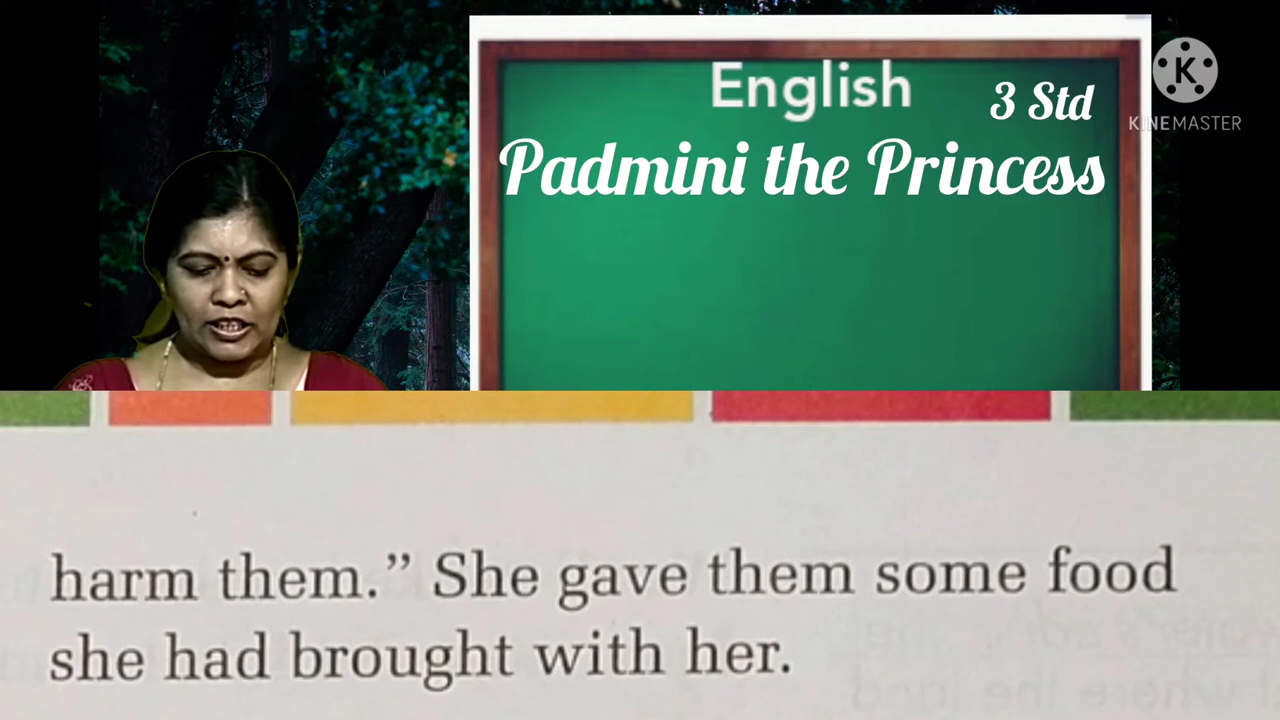 English
3 Std
Padmini the Princess
K
KINEMASTER
harm them.” She gave them some food
she had brought with her.